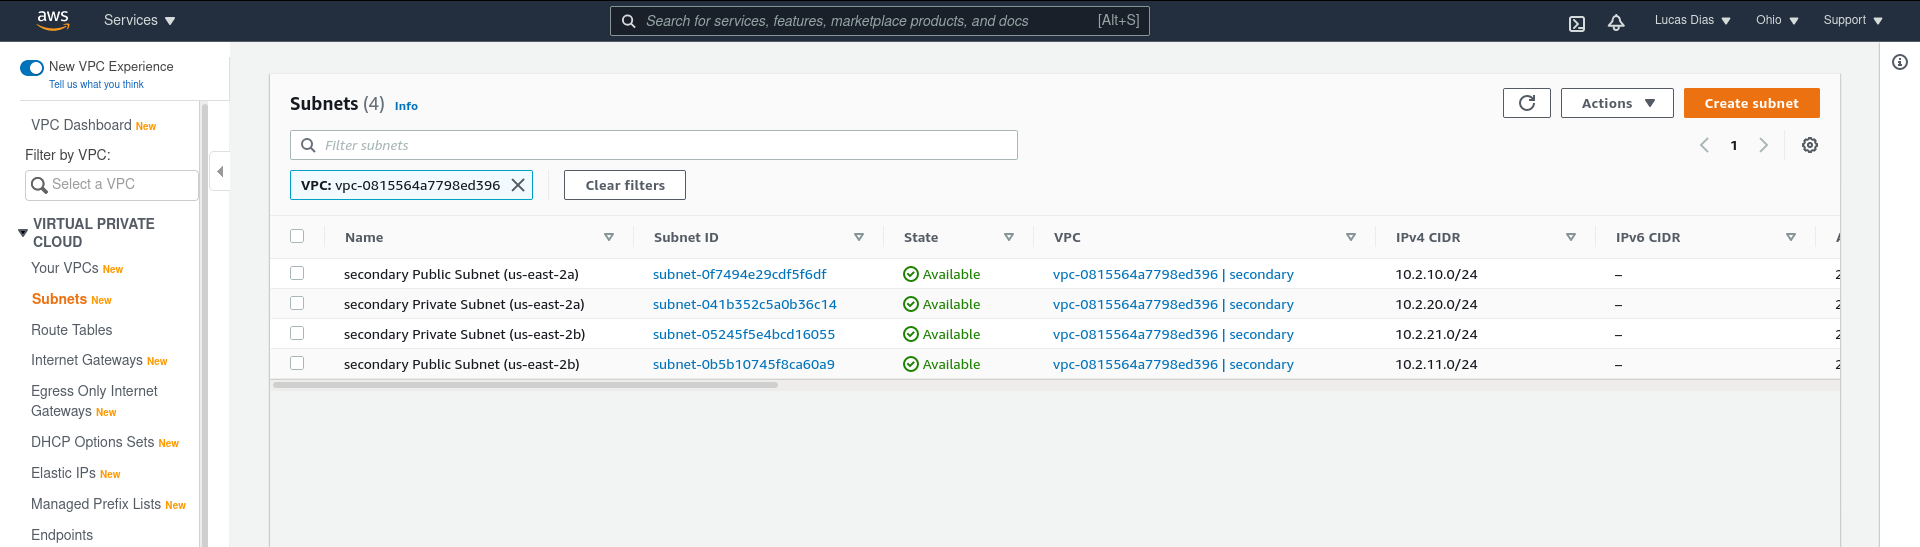 aws Services Search for services, features, marketplace products, and docs [Alt+S] Lucas Dias Ohio Support
New VPC Experience
Tell us what you think
VPC Dashboard New
Filter by VPC:
Select a VPC
VIRTUAL PRIVATE
CLOUD
Your VPCs New
Subnets New
Route Tables
Internet Gateways New
Egress Only Internet
Gateways New
DHCP Options Sets New
Elastic IPs New
Managed Prefix Lists New
Endpoints
Subnets (4) Info Actions Create subnet
Filter subnets 1
VPC: vpc-0815564a7798ed396 Clear filters
Name Subnet ID State VPC IPv4 CIDR IPv6 CIDR
secondary Public Subnet (us-east-2a) subnet-0f7494e29cdf5f6df Available vpc-0815564a7798ed396 | secondary 10.2.10.0/24 –
secondary Private Subnet (us-east-2a) subnet-041b352c5a0b36c14 Available vpc-0815564a7798ed396 | secondary 10.2.20.0/24 –
secondary Private Subnet (us-east-2b) subnet-05245f5e4bcd16055 Available vpc-0815564a7798ed396 | secondary 10.2.21.0/24 –
secondary Public Subnet (us-east-2b) subnet-0b5b10745f8ca60a9 Available vpc-0815564a7798ed396 | secondary 10.2.11.0/24 –